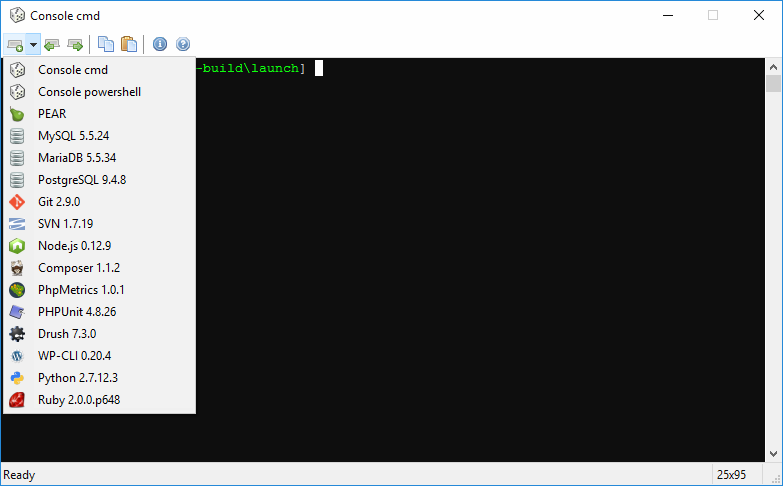 Console cmd
-build\launch]
Console cmd
Console powershell
PEAR
MySQL 5.5.24
MariaDB 5.5.34
PostgreSQL 9.4.8
Git 2.9.0
SVN 1.7.19
Node.js 0.12.9
Composer 1.1.2
PhpMetrics 1.0.1
PHPUnit 4.8.26
Drush 7.3.0
WP-CLI 0.20.4
Python 2.7.12.3
Ruby 2.0.0.p648
Ready 25x95